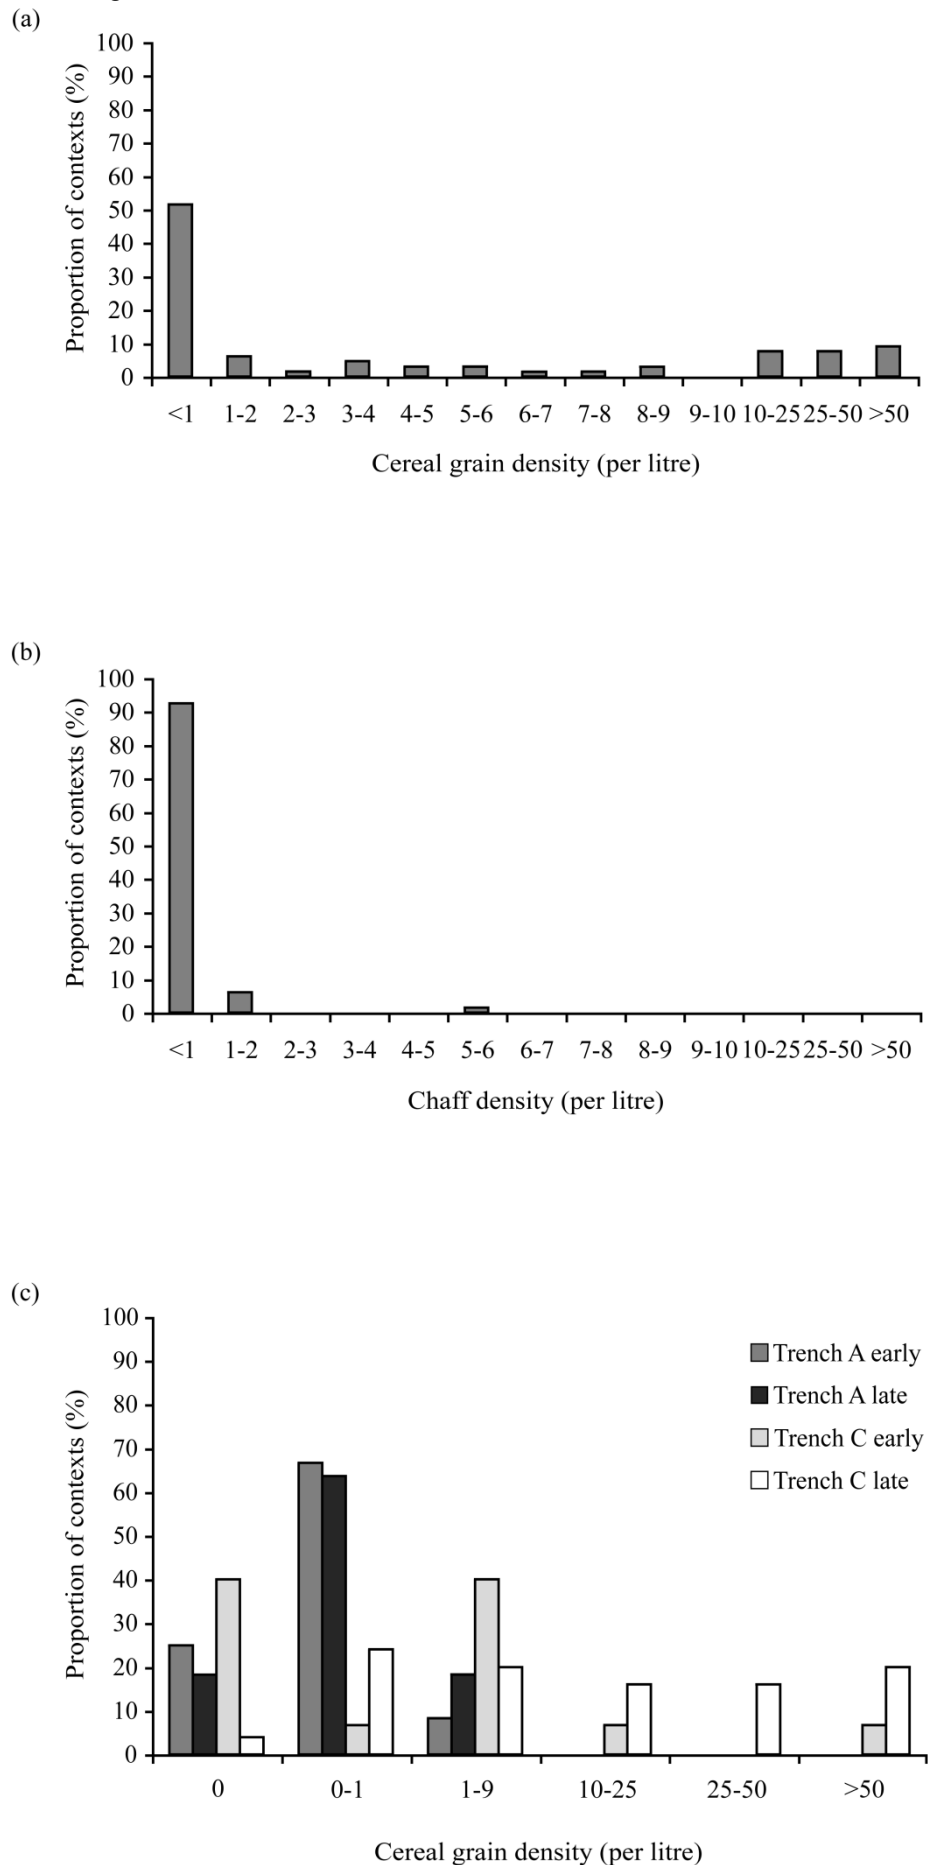 (a)
Proportion of contexts (%)
100
90
80
70
60
50
40
30
20
10
0
<1 1-2 2-3 3-4 4-5 5-6 6-7 7-8 8-9 9-10 10-25 25-50 >50
Cereal grain density (per litre)
(b)
Proportion of contexts (%)
100
90
80
70
60
50
40
30
20
10
0
<1 1-2 2-3 3-4 4-5 5-6 6-7 7-8 8-9 9-10 10-25 25-50 >50
Chaff density (per litre)
(c)
Proportion of contexts (%)
100
90
80
70
60
50
40
30
20
10
0
Trench A early
Trench A late
Trench C early
Trench C late
0 0-1 1-9 10-25 25-50 >50
Cereal grain density (per litre)